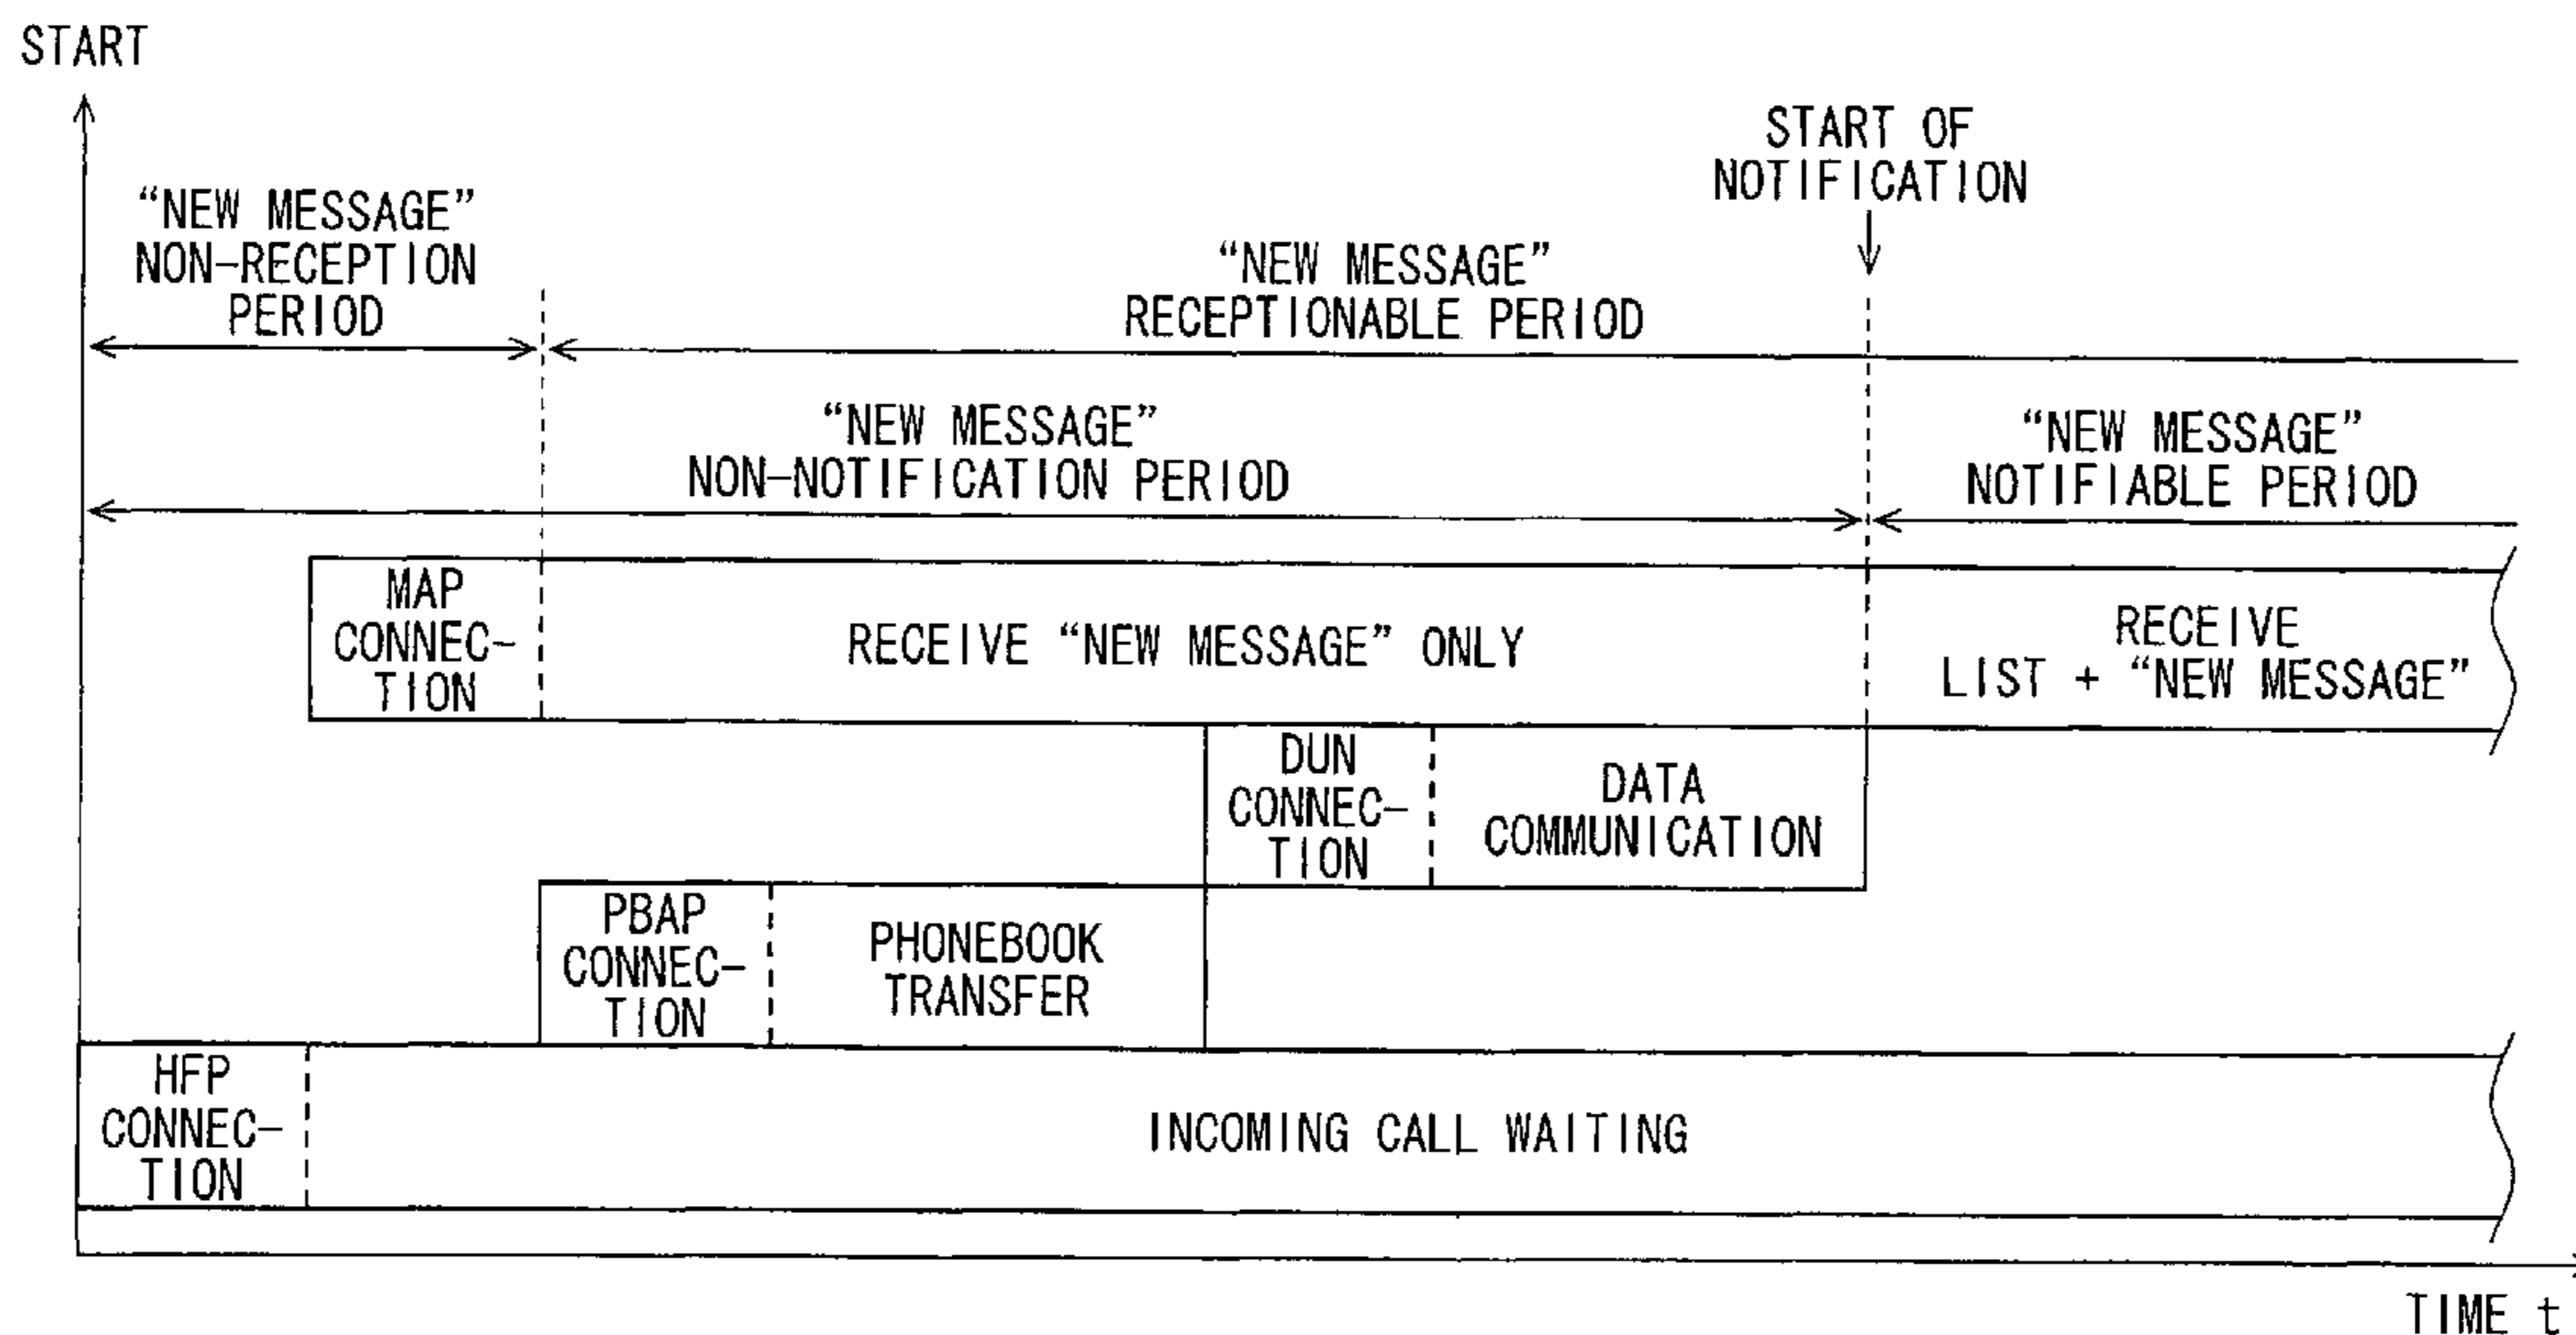 START
START OF
NOTIFICATION
“NEW MESSAGE”
NON-RECEPTION
PERIOD
“NEW MESSAGE”
RECEPTIONABLE PERIOD
“NEW MESSAGE”
NON-NOTIFICATION PERIOD
“NEW MESSAGE”
NOTIFIABLE PERIOD
MAP
CONNEC-
TION
RECEIVE “NEW MESSAGE” ONLY
RECEIVE
LIST + “NEW MESSAGE”
DUN
CONNEC-
TION
DATA
COMMUNICATION
PBAP
CONNEC-
TION
PHONEBOOK
TRANSFER
HFP
CONNEC-
TION
INCOMING CALL WAITING
TIME t